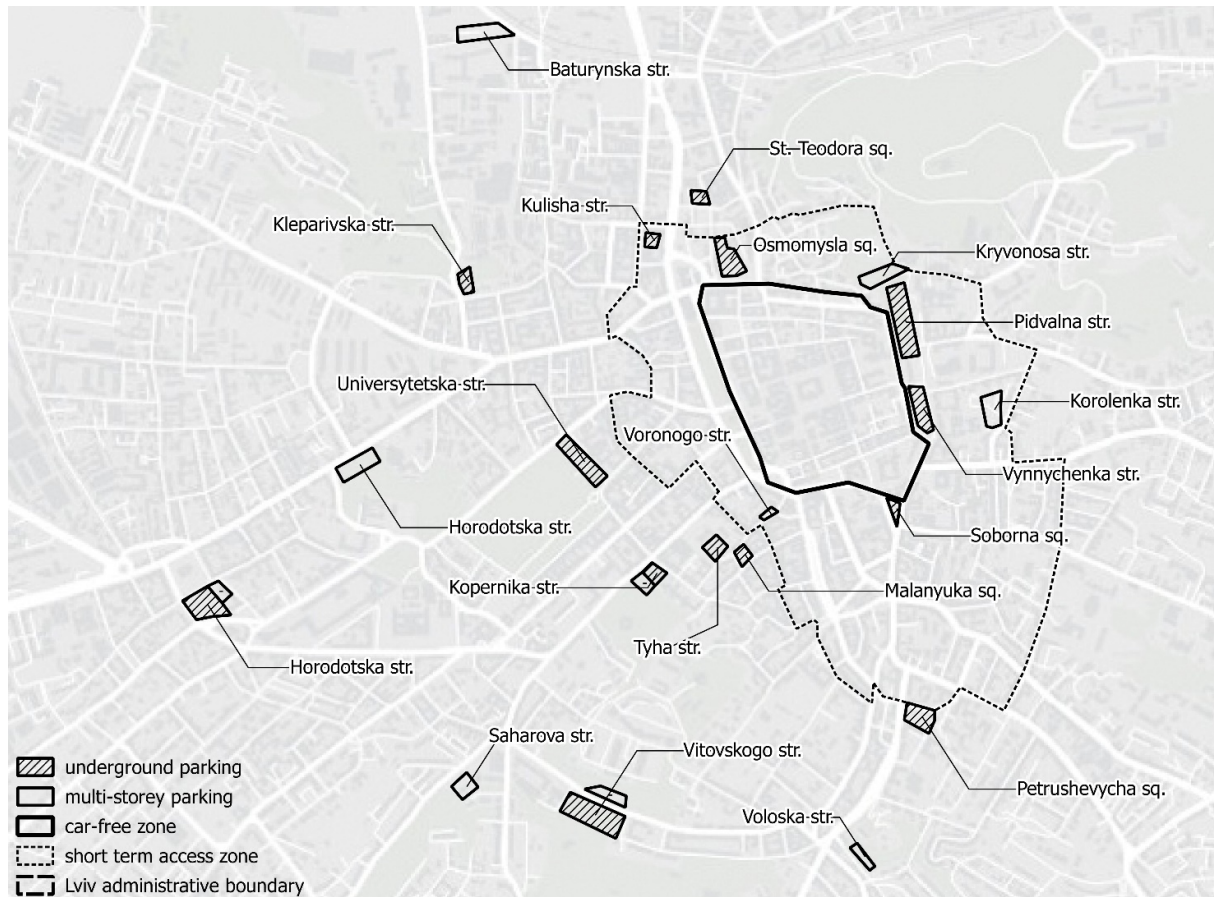 Baturynska str.
St. Teodora sq.
Kulisha str.
Kleparivska str.
Osmomysla sq.
Kryvonosa str.
Pidvalna str.
Universytetska str.
Korolenka str.
Voronogo str.
Vynnychenka str.
Horodotska str.
Soborna sq.
Kopernika str.
Malanyuka sq.
Tyha str.
Horodotska str.
Saharova str.
Vitovskogo str.
Petrushevycha sq.
Voloska str.
underground parking
multi-storey parking
car-free zone
short term access zone
Lviv administrative boundary